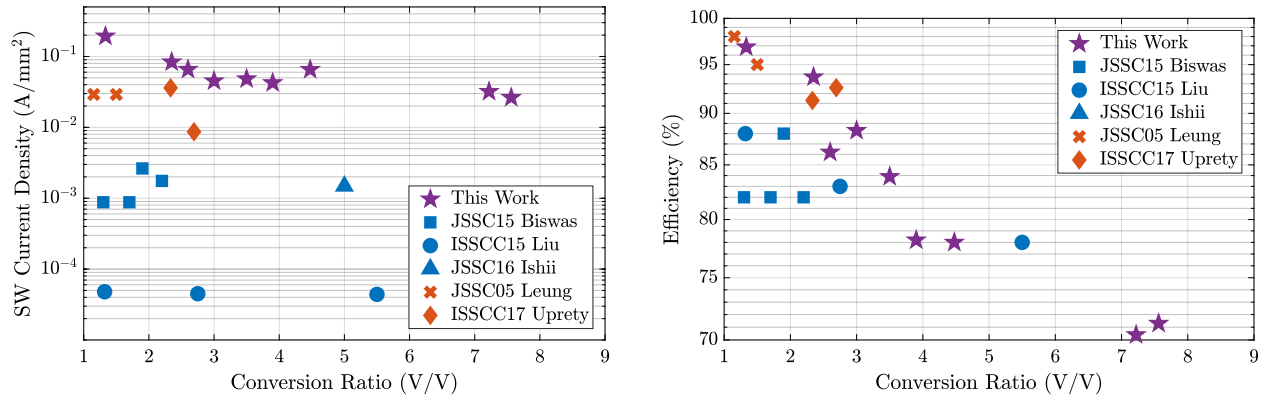 SW Current Density (A/mm²)
10⁻¹
10⁻²
10⁻³
10⁻⁴
1 2 3 4 5 6 7 8 9
Conversion Ratio (V/V)
This Work
JSSC15 Biswas
ISSCC15 Liu
JSSC16 Ishii
JSSC05 Leung
ISSCC17 Uprety
Efficiency (%)
100
95
90
85
80
75
70
1 2 3 4 5 6 7 8 9
Conversion Ratio (V/V)
This Work
JSSC15 Biswas
ISSCC15 Liu
JSSC16 Ishii
JSSC05 Leung
ISSCC17 Uprety